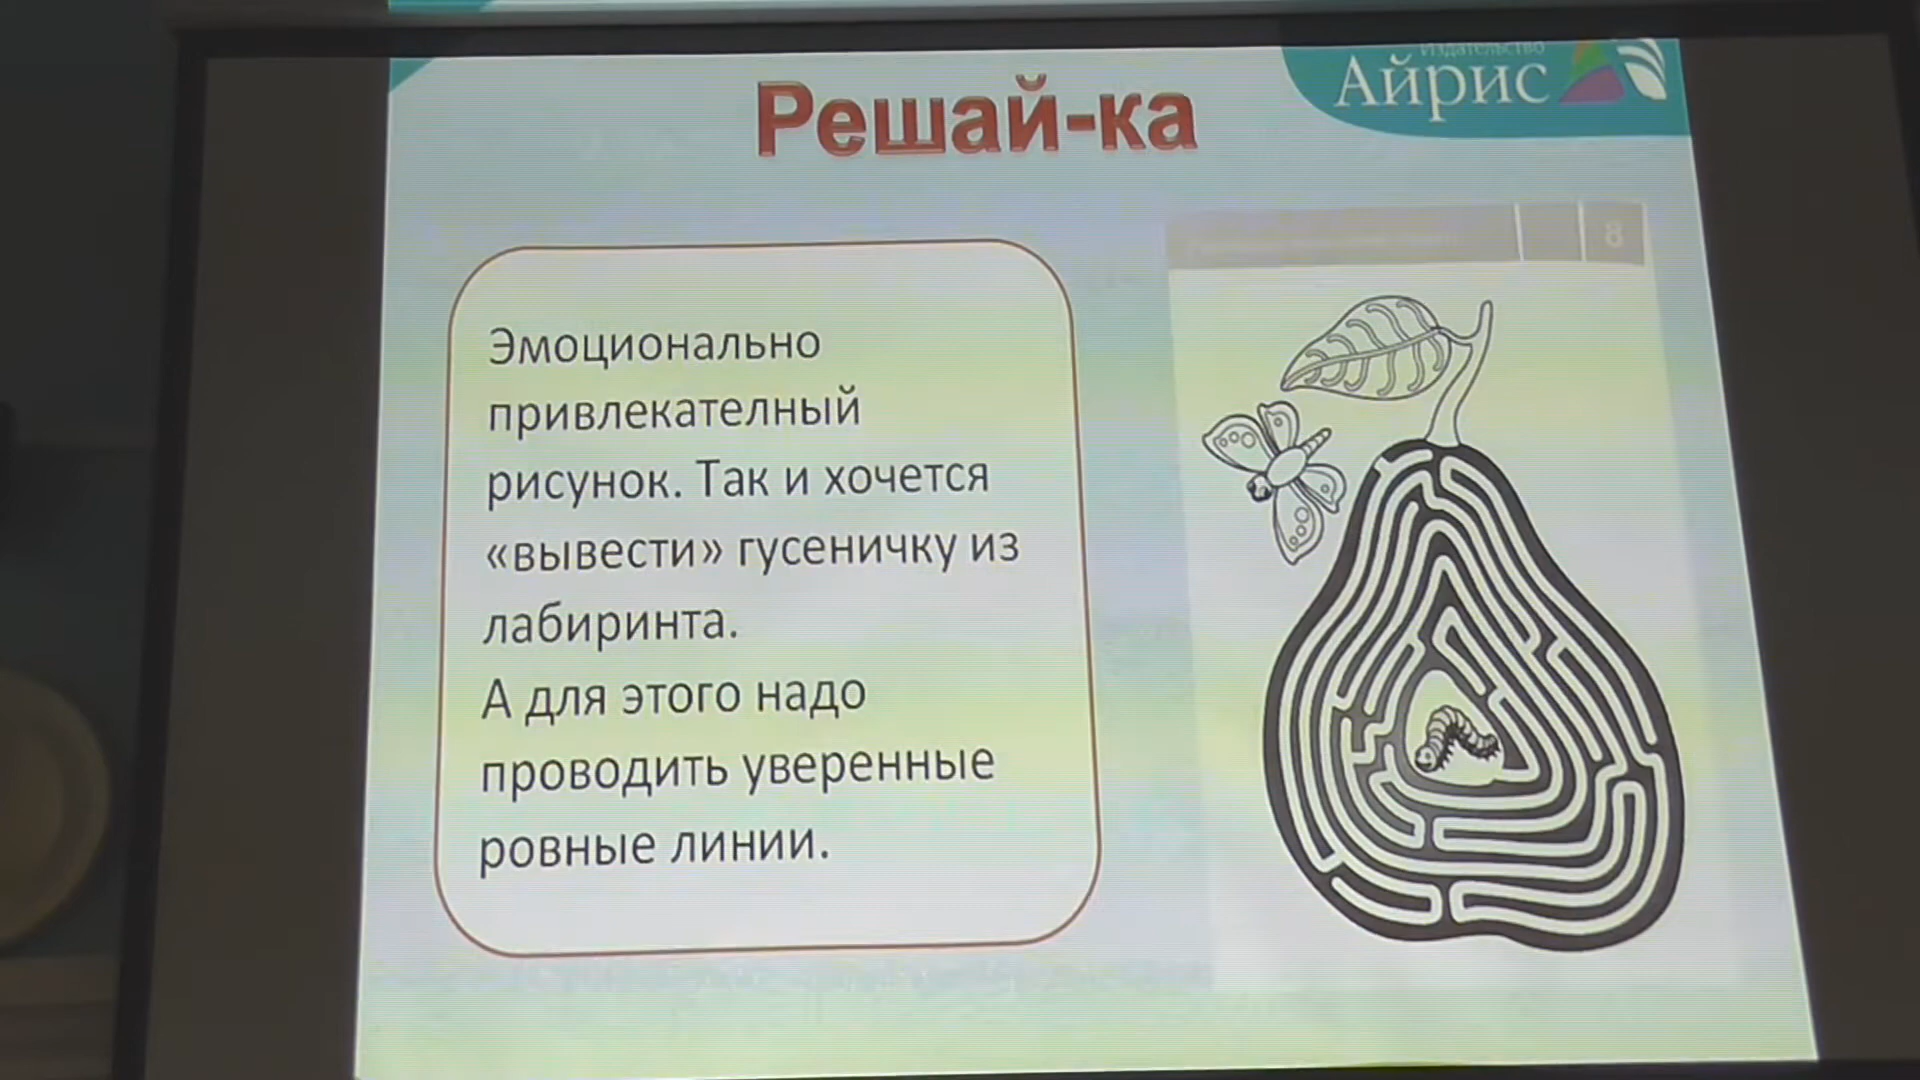 Издательство
Айрис
Решай-ка
8
Эмоционально
привлекателный
рисунок. Так и хочется
«вывести» гусеничку из
лабиринта.
А для этого надо
проводить уверенные
ровные линии.